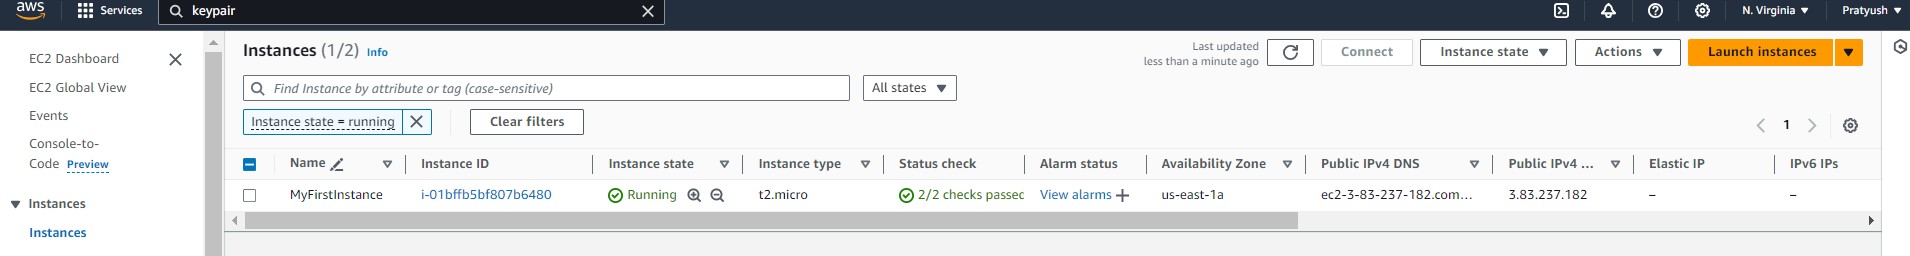 aws Services keypair N. Virginia Pratyush
EC2 Dashboard
EC2 Global View
Events
Console-to-
Code Preview
Instances
Instances
Instances (1/2) Info
Last updated
less than a minute ago
Connect Instance state Actions Launch instances
Find Instance by attribute or tag (case-sensitive) All states
Instance state = running Clear filters
1
Name Instance ID Instance state Instance type Status check Alarm status Availability Zone Public IPv4 DNS Public IPv4 ... Elastic IP IPv6 IPs
MyFirstInstance i-01bffb5bf807b6480 Running t2.micro 2/2 checks passec View alarms + us-east-1a ec2-3-83-237-182.com... 3.83.237.182 – –